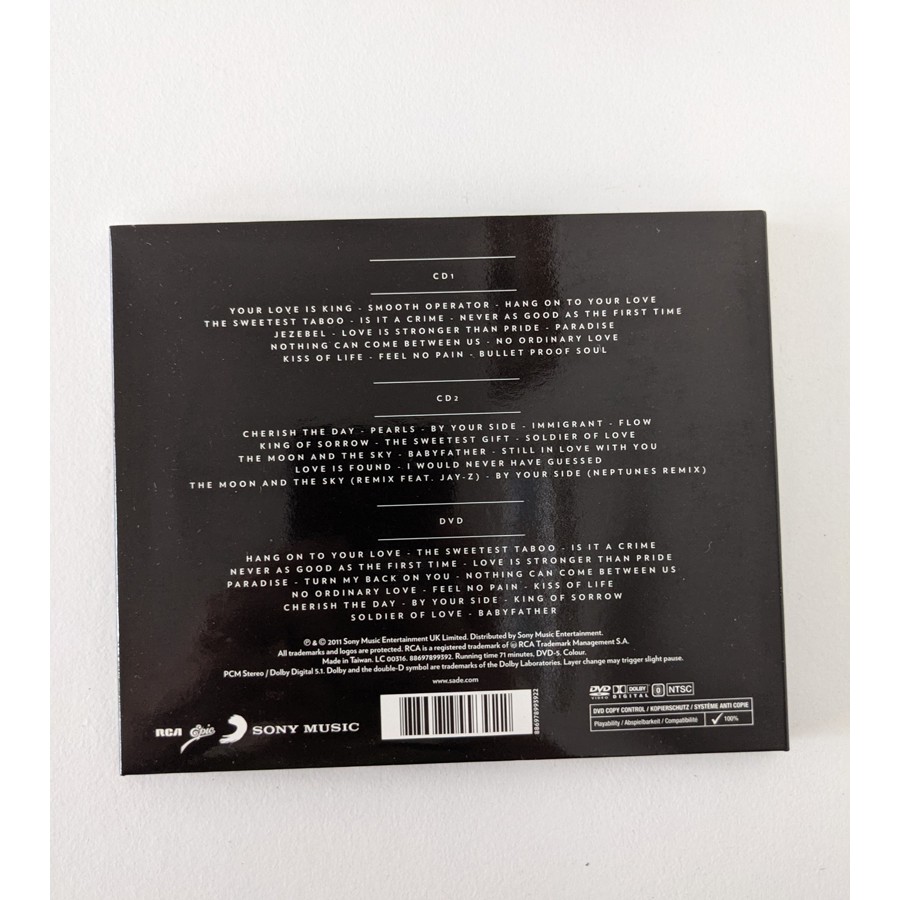 CD1
YOUR LOVE IS KING - SMOOTH OPERATOR - HANG ON TO YOUR LOVE
THE SWEETEST TABOO - IS IT A CRIME - NEVER AS GOOD AS THE FIRST TIME
JEZEBEL - LOVE IS STRONGER THAN PRIDE - PARADISE
NOTHING CAN COME BETWEEN US - NO ORDINARY LOVE
KISS OF LIFE - FEEL NO PAIN - BULLET PROOF SOUL
CD2
CHERISH THE DAY - PEARLS - BY YOUR SIDE - IMMIGRANT - FLOW
KING OF SORROW - THE SWEETEST GIFT - SOLDIER OF LOVE
THE MOON AND THE SKY - BABYFATHER - STILL IN LOVE WITH YOU
LOVE IS FOUND - I WOULD NEVER HAVE GUESSED
THE MOON AND THE SKY (REMIX FEAT. JAY-Z) - BY YOUR SIDE (NEPTUNES REMIX)
DVD
HANG ON TO YOUR LOVE - THE SWEETEST TABOO - IS IT A CRIME
NEVER AS GOOD AS THE FIRST TIME - LOVE IS STRONGER THAN PRIDE
PARADISE - TURN MY BACK ON YOU - NOTHING CAN COME BETWEEN US
NO ORDINARY LOVE - FEEL NO PAIN - KISS OF LIFE
CHERISH THE DAY - BY YOUR SIDE - KING OF SORROW
SOLDIER OF LOVE - BABYFATHER
℗ & © 2011 Sony Music Entertainment UK Limited. Distributed by Sony Music Entertainment.
All trademarks and logos are protected. RCA is a registered trademark of RCA Trademark Management S.A.
Made in Taiwan. LC 00316. 88697899392. Running time 71 minutes, DVD-5. Colour.
PCM Stereo / Dolby Digital 5.1. Dolby and the double-D symbol are trademarks of the Dolby Laboratories. Layer change may trigger slight pause.
www.sade.com
RCA Epic SONY MUSIC
886978993922
DVD VIDEO DOLBY DIGITAL 0 NTSC
DVD COPY CONTROL / KOPIERSCHUTZ / SYSTÈME ANTI COPIE
Playability / Abspielbarkeit / Compatibilité ✓ 100%